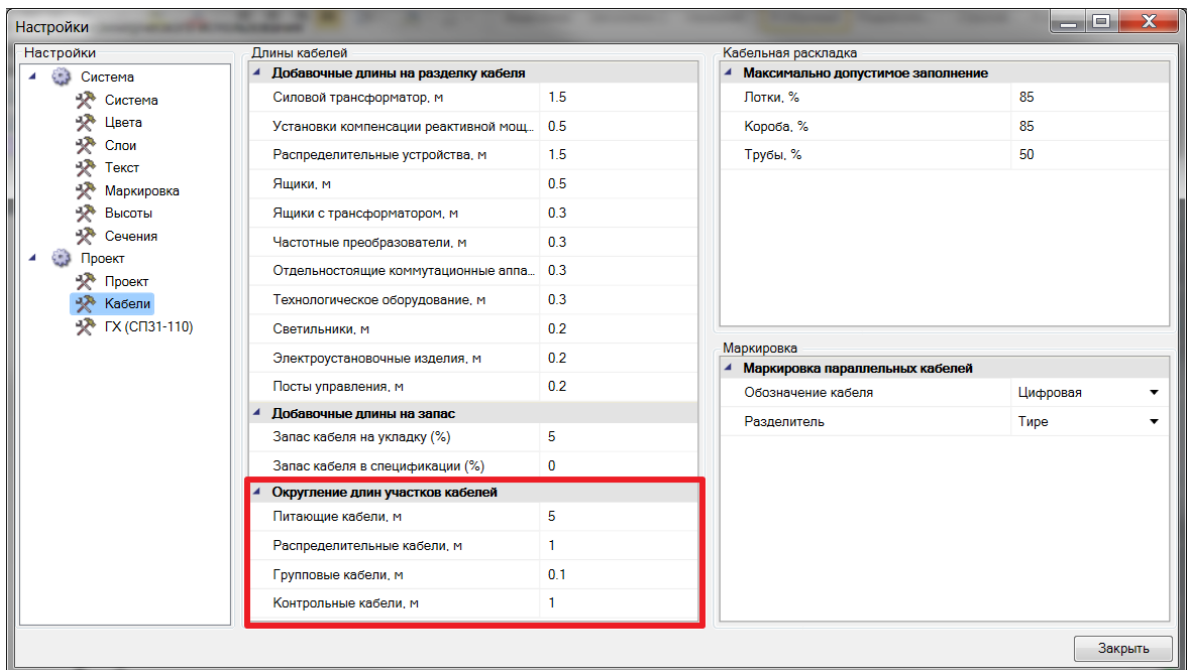 Настройки
Настройки
Система
Система
Цвета
Слои
Текст
Маркировка
Высоты
Сечения
Проект
Проект
Кабели
ГХ (СП31-110)
Длины кабелей
Добавочные длины на разделку кабеля
Силовой трансформатор, м 1.5
Установки компенсации реактивной мощ... 0.5
Распределительные устройства, м 1.5
Ящики, м 0.5
Ящики с трансформатором, м 0.3
Частотные преобразователи, м 0.3
Отдельностоящие коммутационные аппа... 0.3
Технологическое оборудование, м 0.3
Светильники, м 0.2
Электроустановочные изделия, м 0.2
Посты управления, м 0.2
Добавочные длины на запас
Запас кабеля на укладку (%) 5
Запас кабеля в спецификации (%) 0
Округление длин участков кабелей
Питающие кабели, м 5
Распределительные кабели, м 1
Групповые кабели, м 0.1
Контрольные кабели, м 1
Кабельная раскладка
Максимально допустимое заполнение
Лотки, % 85
Короба, % 85
Трубы, % 50
Маркировка
Маркировка параллельных кабелей
Обозначение кабеля Цифровая
Разделитель Тире
Закрыть